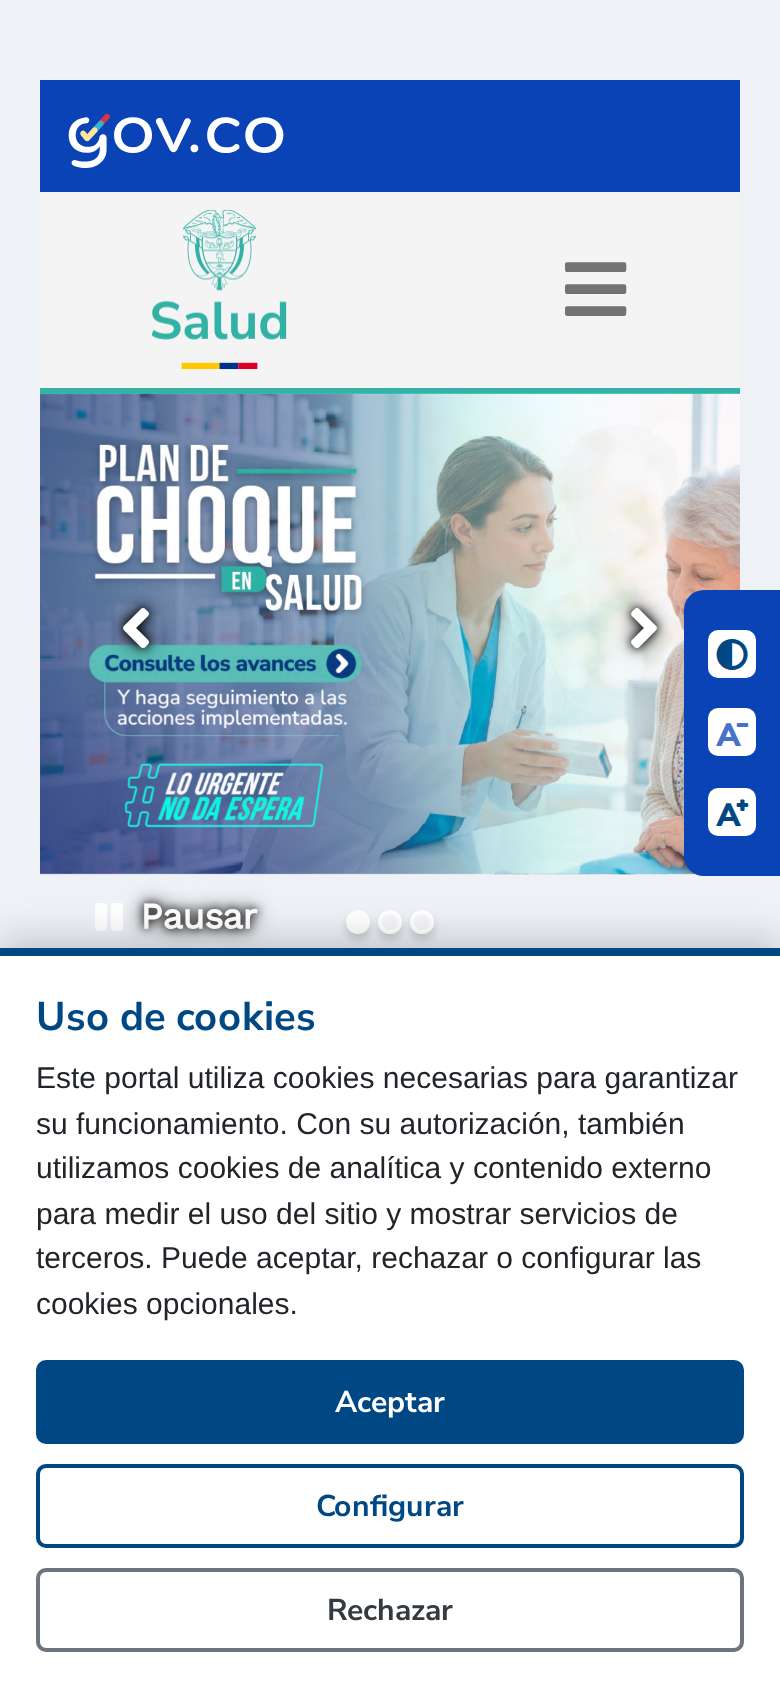 gov.co
Salud
PLAN DE
CHOQUE
EN SALUD
Consulte los avances
Y haga seguimiento a las
acciones implementadas.
#LO URGENTE
NO DA ESPERA
A-
A+
Pausar
Uso de cookies
Este portal utiliza cookies necesarias para garantizar
su funcionamiento. Con su autorización, también
utilizamos cookies de analítica y contenido externo
para medir el uso del sitio y mostrar servicios de
terceros. Puede aceptar, rechazar o configurar las
cookies opcionales.
Aceptar
Configurar
Rechazar